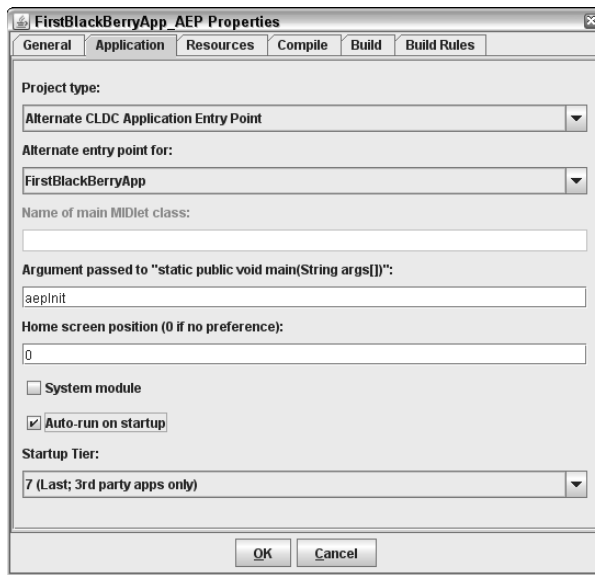 FirstBlackBerryApp_AEP Properties
General Application Resources Compile Build Build Rules
Project type:
Alternate CLDC Application Entry Point
Alternate entry point for:
FirstBlackBerryApp
Name of main MIDlet class:
Argument passed to "static public void main(String args[])":
aepInit
Home screen position (0 if no preference):
0
System module
Auto-run on startup
Startup Tier:
7 (Last; 3rd party apps only)
OK Cancel